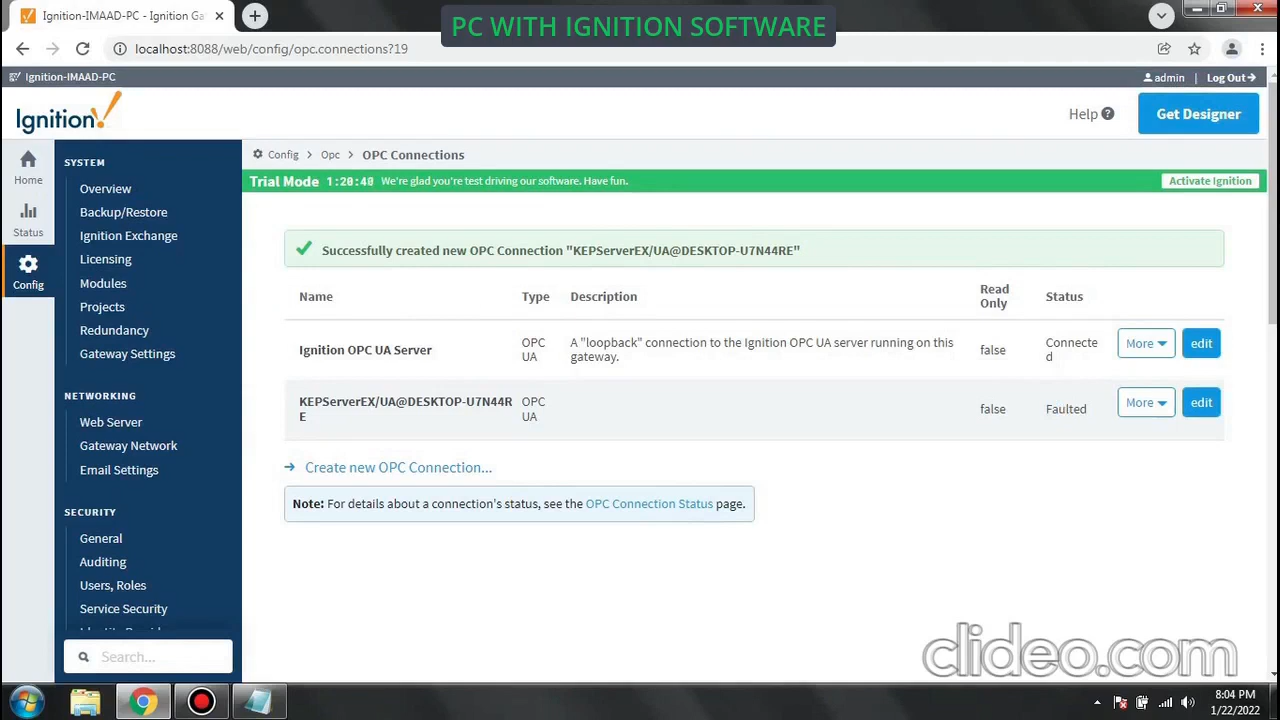 Ignition-IMAAD-PC - Ignition Ga
PC WITH IGNITION SOFTWARE
localhost:8088/web/config/opc.connections?19
Ignition-IMAAD-PC
admin | Log Out
Ignition!
Help ?
Get Designer
Home
Status
Config
SYSTEM
Overview
Backup/Restore
Ignition Exchange
Licensing
Modules
Projects
Redundancy
Gateway Settings
NETWORKING
Web Server
Gateway Network
Email Settings
SECURITY
General
Auditing
Users, Roles
Service Security
Search...
Config > Opc > OPC Connections
Trial Mode 1:20:40 We're glad you're test driving our software. Have fun.
Activate Ignition
Successfully created new OPC Connection "KEPServerEX/UA@DESKTOP-U7N44RE"
Name Type Description Read Only Status
Ignition OPC UA Server OPC UA A "loopback" connection to the Ignition OPC UA server running on this gateway. false Connected More edit
KEPServerEX/UA@DESKTOP-U7N44RE OPC UA false Faulted More edit
Create new OPC Connection...
Note: For details about a connection's status, see the OPC Connection Status page.
clideo.com
8:04 PM
1/22/2022